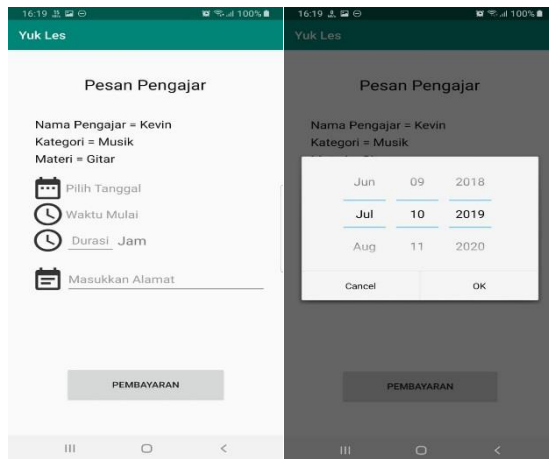 16:19 100%
Yuk Les
Pesan Pengajar
Nama Pengajar = Kevin
Kategori = Musik
Materi = Gitar
Pilih Tanggal
Waktu Mulai
Durasi Jam
Masukkan Alamat
PEMBAYARAN
16:19 100%
Yuk Les
Pesan Pengajar
Nama Pengajar = Kevin
Kategori = Musik
Jun 09 2018
Jul 10 2019
Aug 11 2020
Cancel OK
PEMBAYARAN